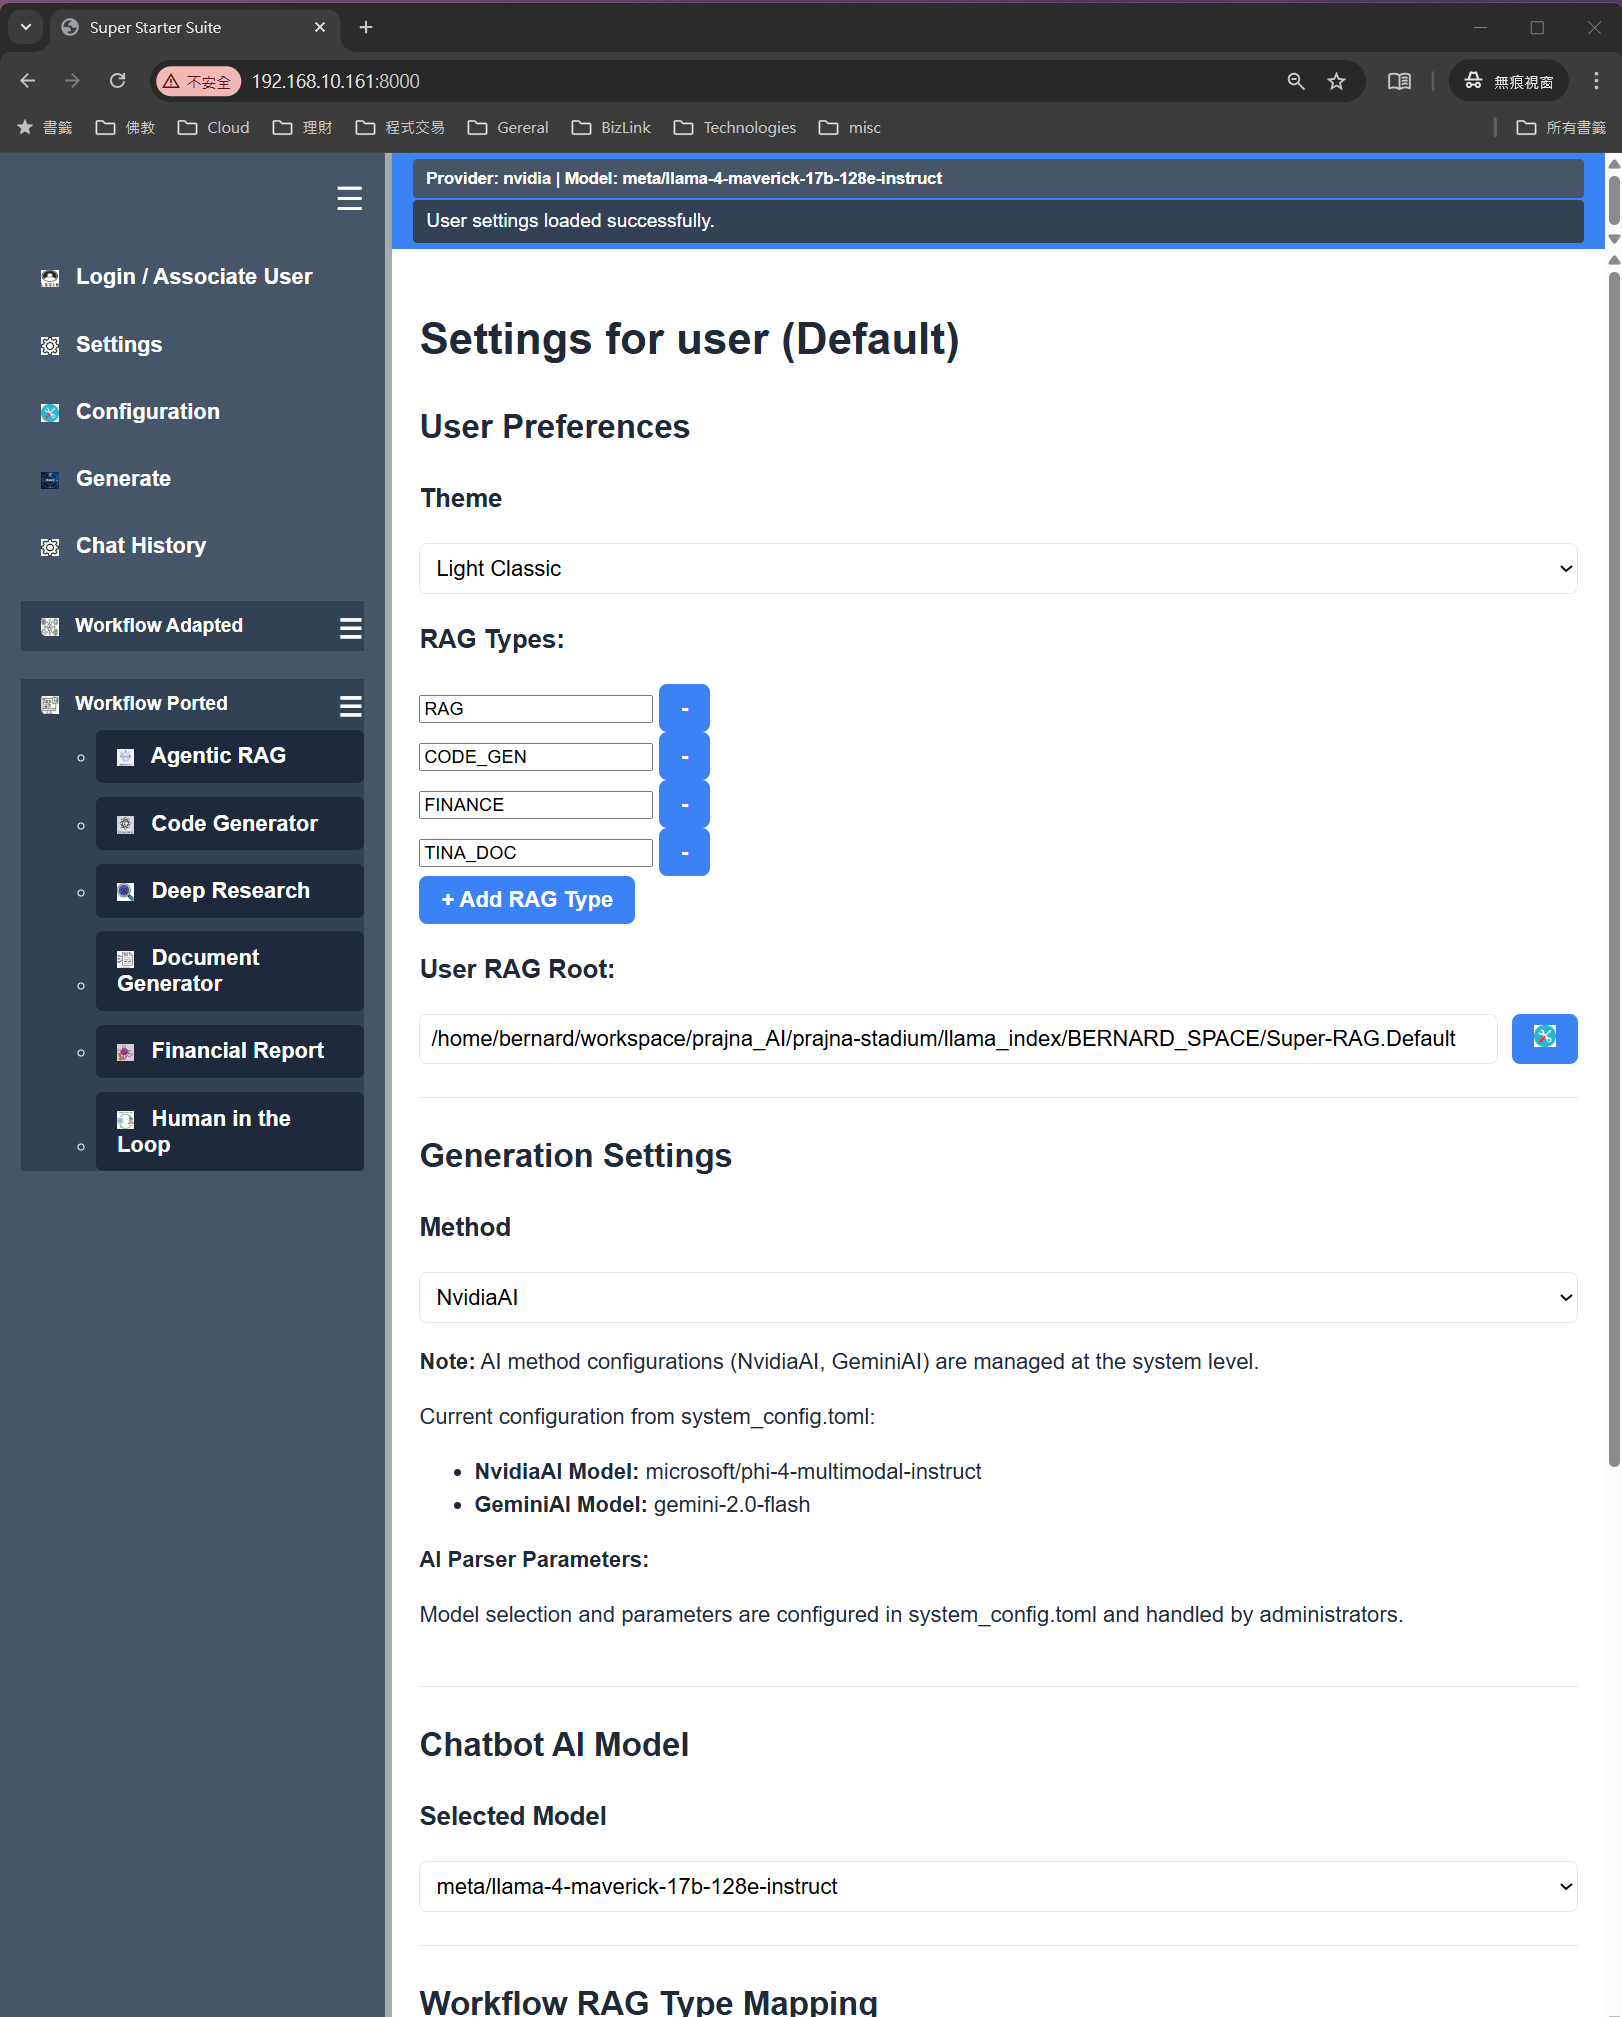 Super Starter Suite
不安全
192.168.10.161:8000
無痕視窗
書籤
佛教
Cloud
理財
程式交易
Gereral
BizLink
Technologies
misc
所有書籤
Login / Associate User
Settings
Configuration
Generate
Chat History
Workflow Adapted
Workflow Ported
Agentic RAG
Code Generator
Deep Research
Document
Generator
Financial Report
Human in the
Loop
Provider: nvidia | Model: meta/llama-4-maverick-17b-128e-instruct
User settings loaded successfully.
Settings for user (Default)
User Preferences
Theme
Light Classic
RAG Types:
RAG -
CODE_GEN -
FINANCE -
TINA_DOC -
+ Add RAG Type
User RAG Root:
/home/bernard/workspace/prajna_AI/prajna-stadium/llama_index/BERNARD_SPACE/Super-RAG.Default
Generation Settings
Method
NvidiaAI
Note: AI method configurations (NvidiaAI, GeminiAI) are managed at the system level.
Current configuration from system_config.toml:
• NvidiaAI Model: microsoft/phi-4-multimodal-instruct
• GeminiAI Model: gemini-2.0-flash
AI Parser Parameters:
Model selection and parameters are configured in system_config.toml and handled by administrators.
Chatbot AI Model
Selected Model
meta/llama-4-maverick-17b-128e-instruct
Workflow RAG Type Mapping